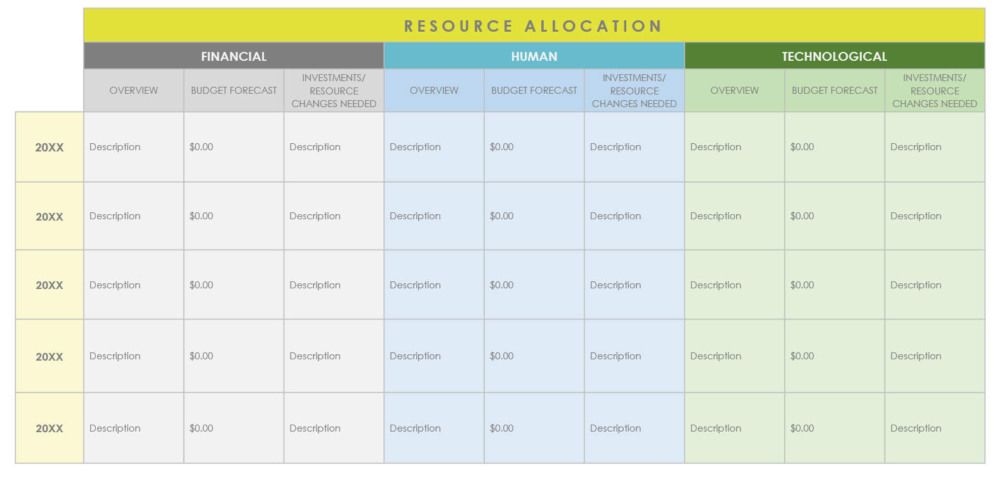 RESOURCE ALLOCATION
FINANCIAL HUMAN TECHNOLOGICAL
OVERVIEW BUDGET FORECAST INVESTMENTS/ RESOURCE CHANGES NEEDED OVERVIEW BUDGET FORECAST INVESTMENTS/ RESOURCE CHANGES NEEDED OVERVIEW BUDGET FORECAST INVESTMENTS/ RESOURCE CHANGES NEEDED
20XX Description $0.00 Description Description $0.00 Description Description $0.00 Description
20XX Description $0.00 Description Description $0.00 Description Description $0.00 Description
20XX Description $0.00 Description Description $0.00 Description Description $0.00 Description
20XX Description $0.00 Description Description $0.00 Description Description $0.00 Description
20XX Description $0.00 Description Description $0.00 Description Description $0.00 Description